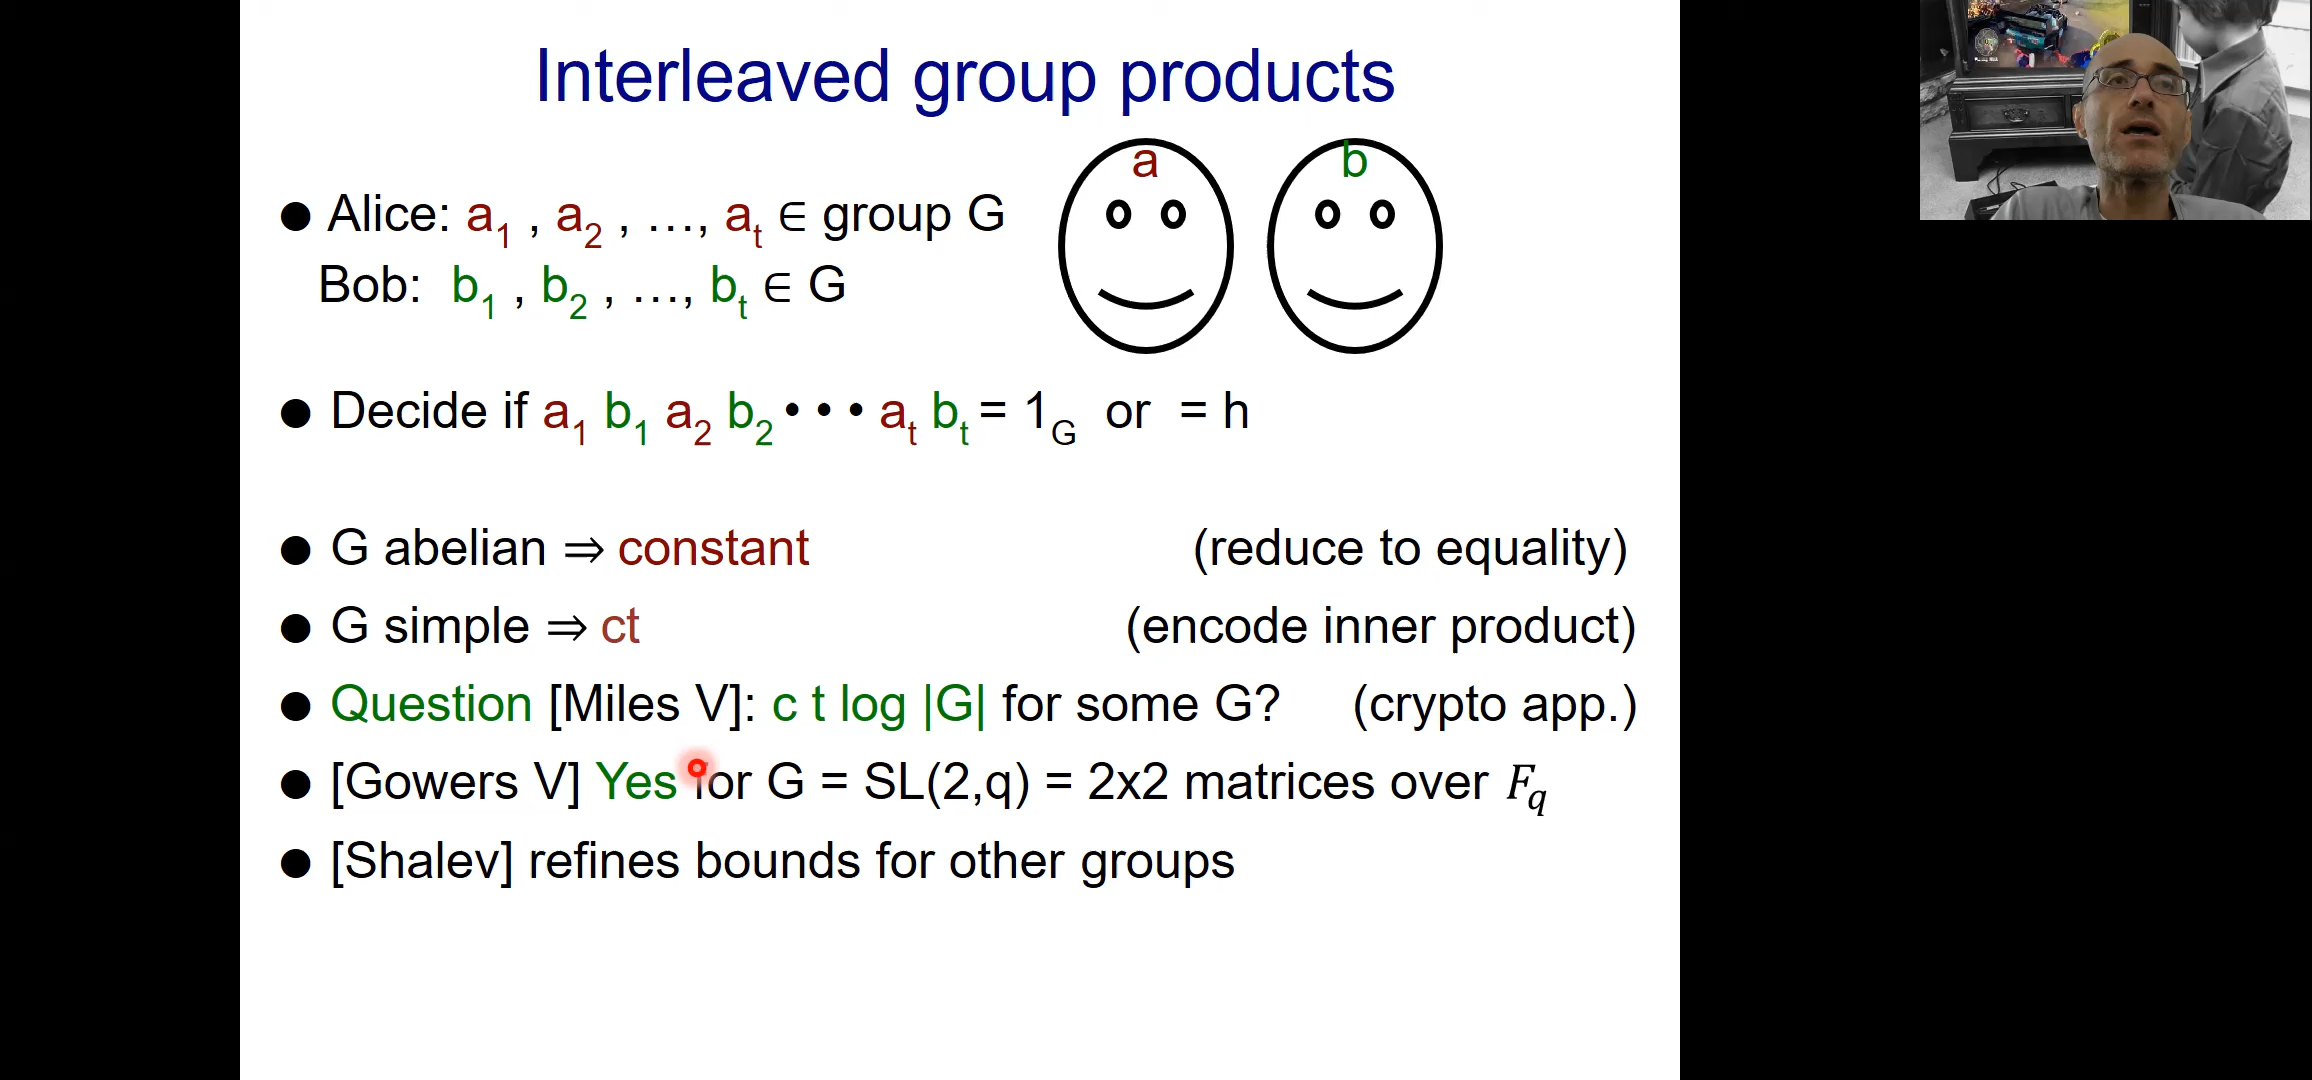 Interleaved group products
a b
● Alice: a₁ , a₂ , …, aₜ ∈ group G
Bob: b₁ , b₂ , …, bₜ ∈ G
● Decide if a₁ b₁ a₂ b₂ • • • aₜ bₜ = 1_G or = h
● G abelian ⇒ constant (reduce to equality)
● G simple ⇒ ct (encode inner product)
● Question [Miles V]: c t log |G| for some G? (crypto app.)
● [Gowers V] Yes for G = SL(2,q) = 2x2 matrices over F_q
● [Shalev] refines bounds for other groups